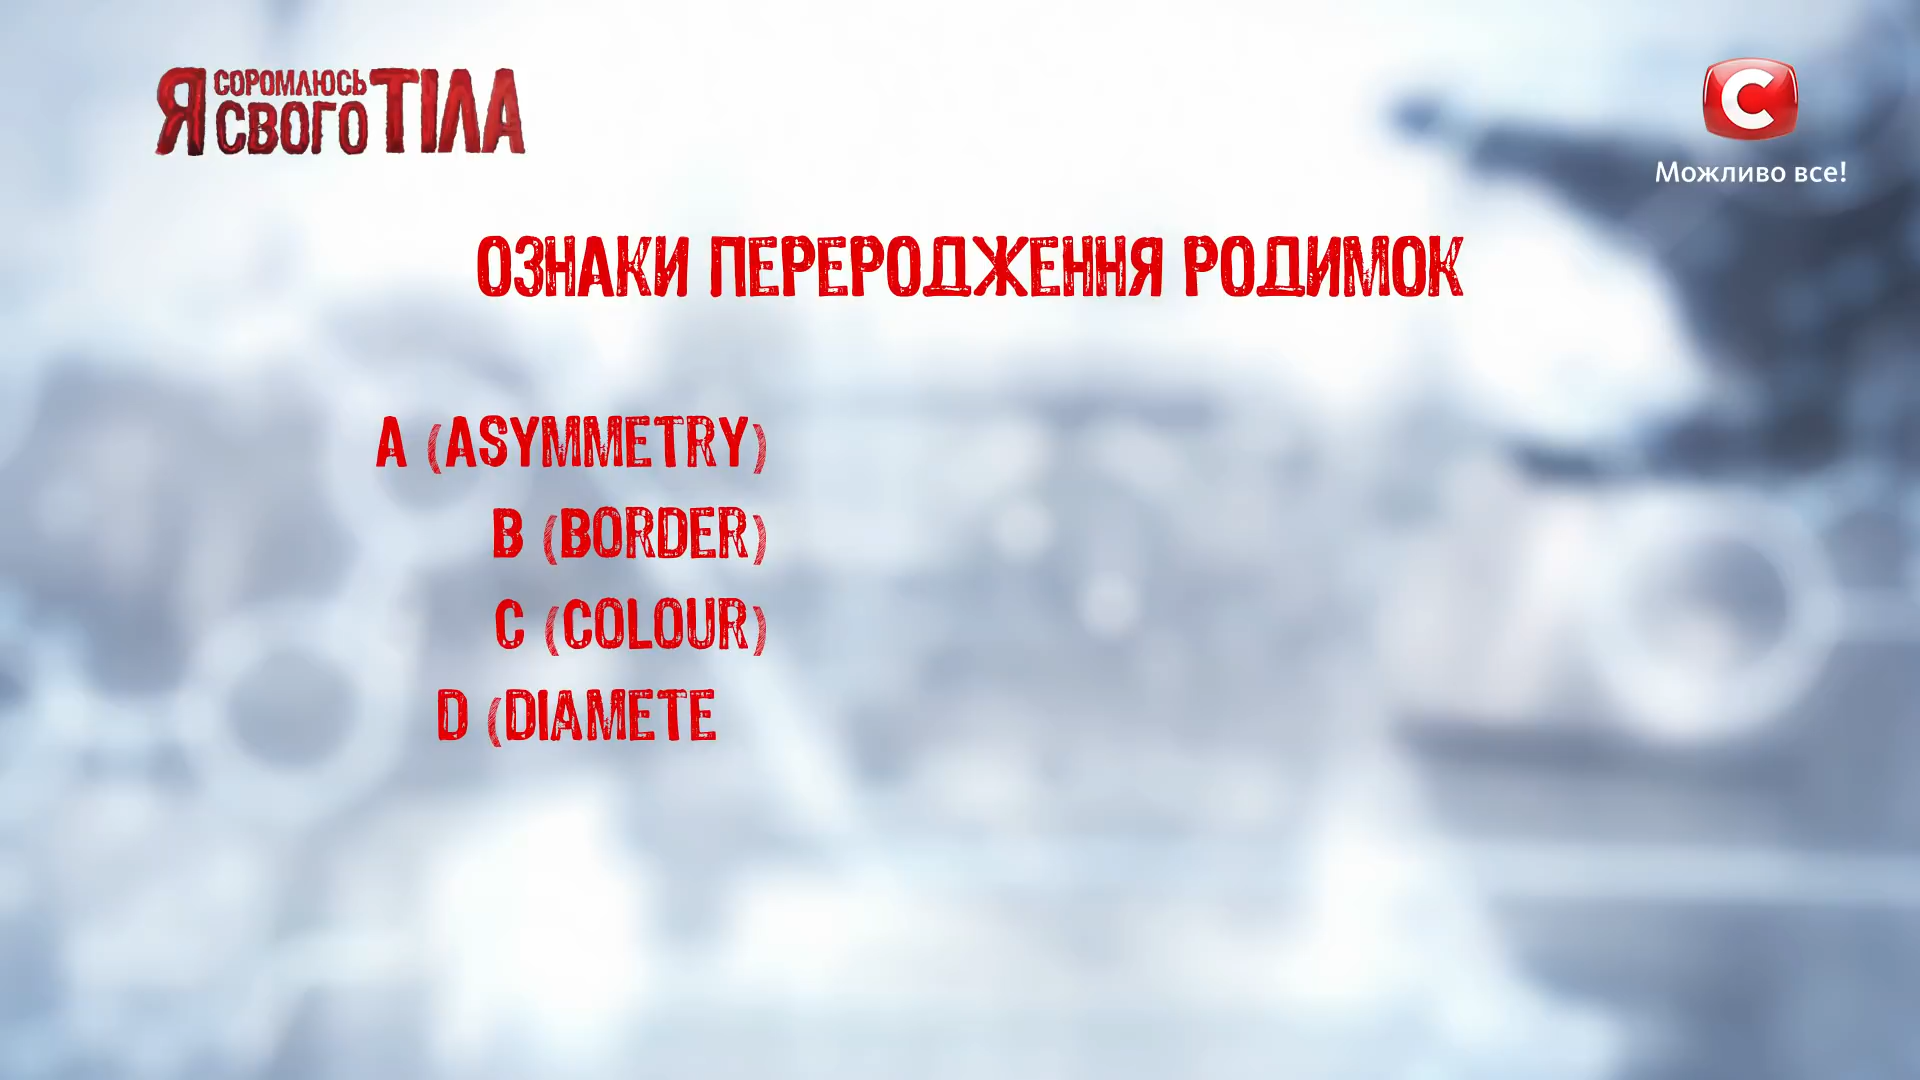 Я СОРОМЛЮСЬ СВОГО ТІЛА
Можливо все!
ОЗНАКИ ПЕРЕРОДЖЕННЯ РОДИМОК
A (ASYMMETRY)
B (BORDER)
C (COLOUR)
D (DIAMETE